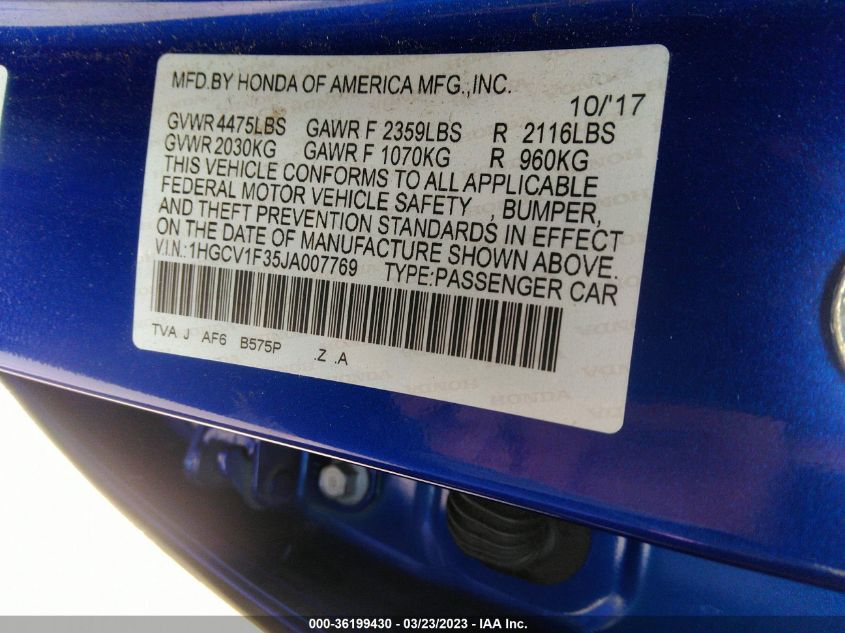 MFD.BY HONDA OF AMERICA MFG.,INC.
10/'17
GVWR 4475LBS GAWR F 2359LBS R 2116LBS
GVWR 2030KG GAWR F 1070KG R 960KG
THIS VEHICLE CONFORMS TO ALL APPLICABLE
FEDERAL MOTOR VEHICLE SAFETY , BUMPER,
AND THEFT PREVENTION STANDARDS IN EFFECT
ON THE DATE OF MANUFACTURE SHOWN ABOVE.
V.I.N.:1HGCV1F35JA007769 TYPE:PASSENGER CAR
TVA J AF6 B575P .Z .A
HONDA
000-36199430 - 03/23/2023 - IAA Inc.